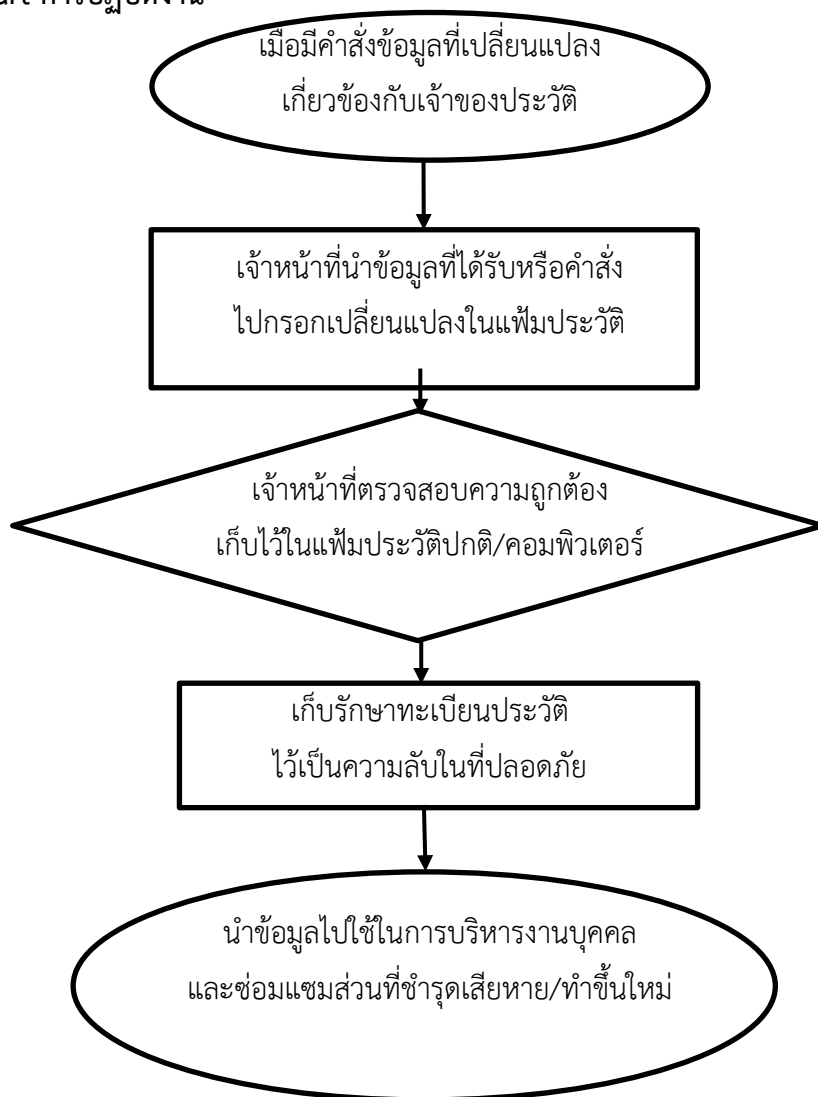 การปฏิบัติงาน
เมื่อมีคำสั่งข้อมูลที่เปลี่ยนแปลง
เกี่ยวข้องกับเจ้าของประวัติ
เจ้าหน้าที่นำข้อมูลที่ได้รับหรือคำสั่ง
ไปกรอกเปลี่ยนแปลงในแฟ้มประวัติ
เจ้าหน้าที่ตรวจสอบความถูกต้อง
เก็บไว้ในแฟ้มประวัติปกติ/คอมพิวเตอร์
เก็บรักษาทะเบียนประวัติ
ไว้เป็นความลับในที่ปลอดภัย
นำข้อมูลไปใช้ในการบริหารงานบุคคล
และซ่อมแซมส่วนที่ชำรุดเสียหาย/ทำขึ้นใหม่